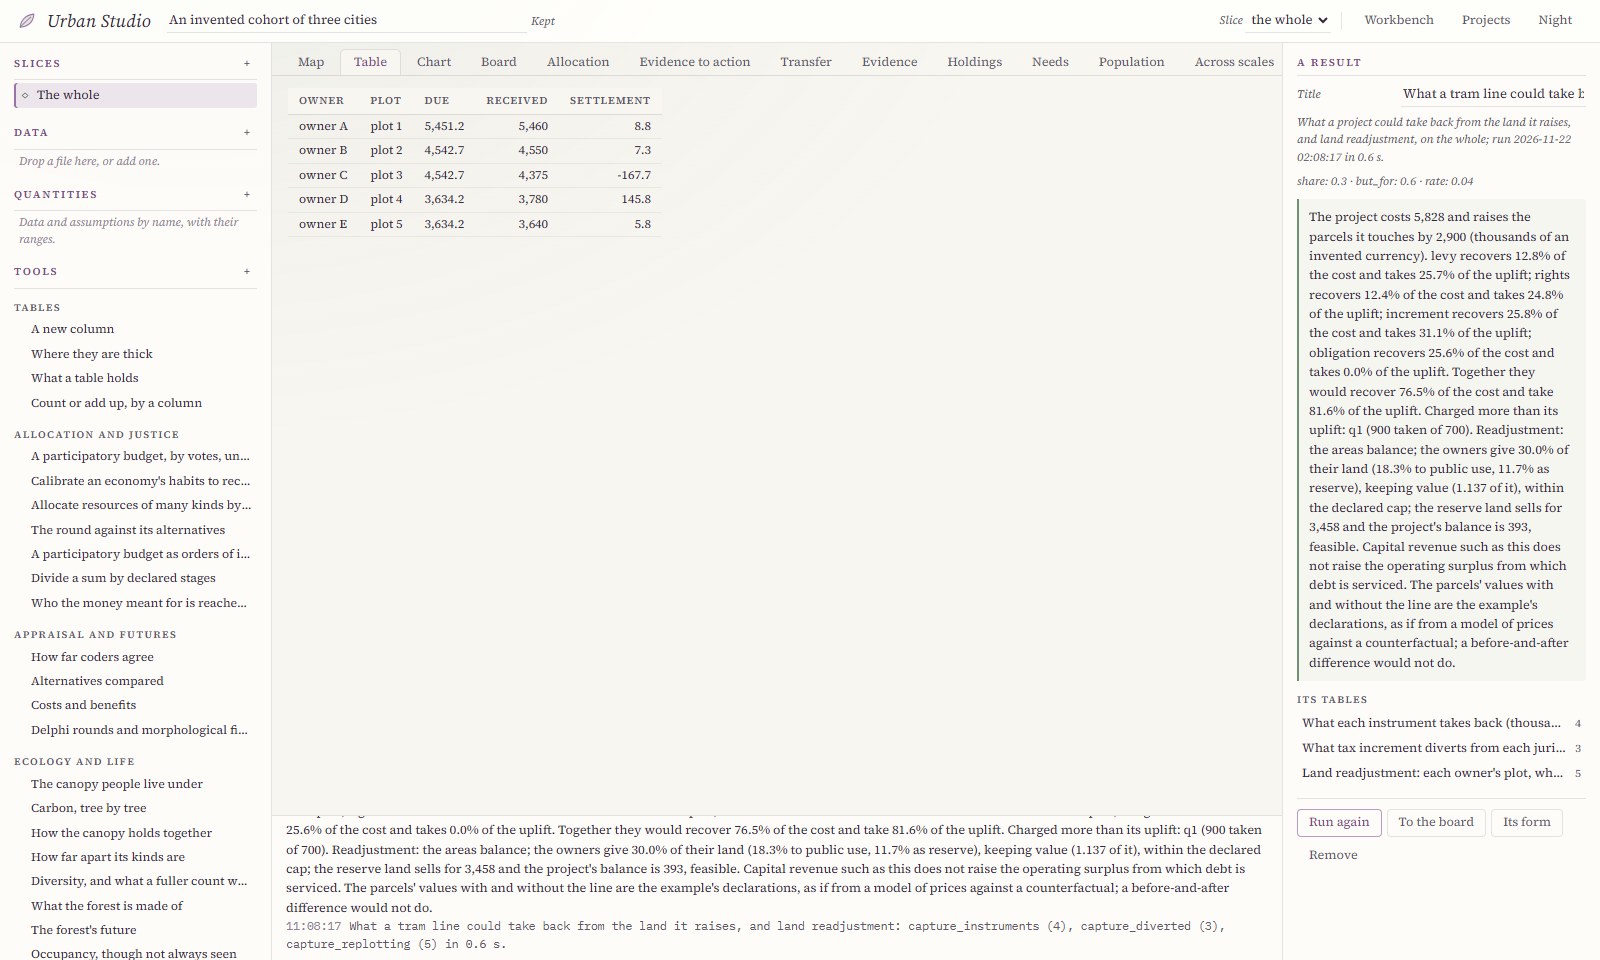 Urban Studio
An invented cohort of three cities
Kept
Slice the whole
Workbench
Projects
Night
SLICES +
The whole
DATA +
Drop a file here, or add one.
QUANTITIES +
Data and assumptions by name, with their
ranges.
TOOLS +
TABLES
A new column
Where they are thick
What a table holds
Count or add up, by a column
ALLOCATION AND JUSTICE
A participatory budget, by votes, un...
Calibrate an economy's habits to rec...
Allocate resources of many kinds by...
The round against its alternatives
A participatory budget as orders of i...
Divide a sum by declared stages
Who the money meant for is reache...
APPRAISAL AND FUTURES
How far coders agree
Alternatives compared
Costs and benefits
Delphi rounds and morphological fi...
ECOLOGY AND LIFE
The canopy people live under
Carbon, tree by tree
How the canopy holds together
How far apart its kinds are
Diversity, and what a fuller count w...
What the forest is made of
The forest's future
Occupancy, though not always seen
Map Table Chart Board Allocation Evidence to action Transfer Evidence Holdings Needs Population Across scales
OWNER PLOT DUE RECEIVED SETTLEMENT
owner A plot 1 5,451.2 5,460 8.8
owner B plot 2 4,542.7 4,550 7.3
owner C plot 3 4,542.7 4,375 -167.7
owner D plot 4 3,634.2 3,780 145.8
owner E plot 5 3,634.2 3,640 5.8
25.6% of the cost and takes 0.0% of the uplift. Together they would recover 76.5% of the cost and take 81.6% of the uplift. Charged more than its uplift: q1 (900 taken
of 700). Readjustment: the areas balance; the owners give 30.0% of their land (18.3% to public use, 11.7% as reserve), keeping value (1.137 of it), within the declared
cap; the reserve land sells for 3,458 and the project's balance is 393, feasible. Capital revenue such as this does not raise the operating surplus from which debt is
serviced. The parcels' values with and without the line are the example's declarations, as if from a model of prices against a counterfactual; a before-and-after
difference would not do.
11:08:17 What a tram line could take back from the land it raises, and land readjustment: capture_instruments (4), capture_diverted (3),
capture_replotting (5) in 0.6 s.
A RESULT
Title What a tram line could take b
What a project could take back from the land it raises,
and land readjustment, on the whole; run 2026-11-22
02:08:17 in 0.6 s.
share: 0.3 · but_for: 0.6 · rate: 0.04
The project costs 5,828 and raises the
parcels it touches by 2,900 (thousands of an
invented currency). levy recovers 12.8% of
the cost and takes 25.7% of the uplift; rights
recovers 12.4% of the cost and takes 24.8%
of the uplift; increment recovers 25.8% of
the cost and takes 31.1% of the uplift;
obligation recovers 25.6% of the cost and
takes 0.0% of the uplift. Together they
would recover 76.5% of the cost and take
81.6% of the uplift. Charged more than its
uplift: q1 (900 taken of 700). Readjustment:
the areas balance; the owners give 30.0% of
their land (18.3% to public use, 11.7% as
reserve), keeping value (1.137 of it), within
the declared cap; the reserve land sells for
3,458 and the project's balance is 393,
feasible. Capital revenue such as this does
not raise the operating surplus from which
debt is serviced. The parcels' values with
and without the line are the example's
declarations, as if from a model of prices
against a counterfactual; a before-and-after
difference would not do.
ITS TABLES
What each instrument takes back (thousa... 4
What tax increment diverts from each juri... 3
Land readjustment: each owner's plot, wh... 5
Run again
To the board
Its form
Remove